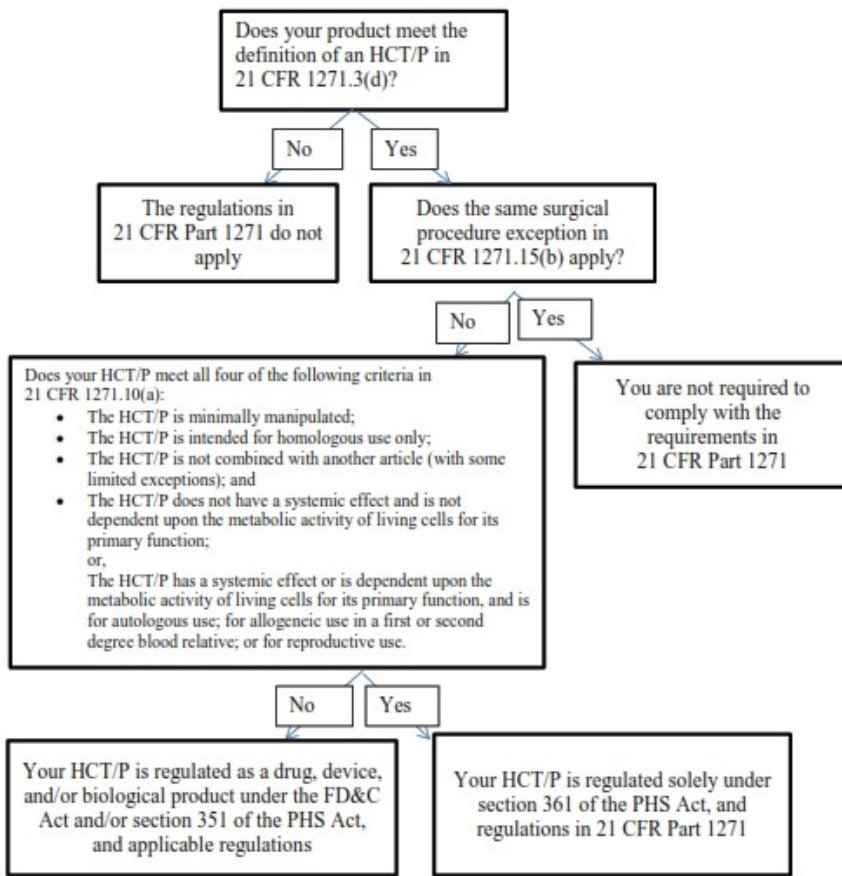 Does your product meet the
definition of an HCT/P in
21 CFR 1271.3(d)?
No
Yes
The regulations in
21 CFR Part 1271 do not
apply
Does the same surgical
procedure exception in
21 CFR 1271.15(b) apply?
No
Yes
Does your HCT/P meet all four of the following criteria in
21 CFR 1271.10(a):
• The HCT/P is minimally manipulated;
• The HCT/P is intended for homologous use only;
• The HCT/P is not combined with another article (with some
limited exceptions); and
• The HCT/P does not have a systemic effect and is not
dependent upon the metabolic activity of living cells for its
primary function;
or,
The HCT/P has a systemic effect or is dependent upon the
metabolic activity of living cells for its primary function, and is
for autologous use; for allogeneic use in a first or second
degree blood relative; or for reproductive use.
You are not required to
comply with the
requirements in
21 CFR Part 1271
No
Yes
Your HCT/P is regulated as a drug, device,
and/or biological product under the FD&C
Act and/or section 351 of the PHS Act,
and applicable regulations
Your HCT/P is regulated solely under
section 361 of the PHS Act, and
regulations in 21 CFR Part 1271